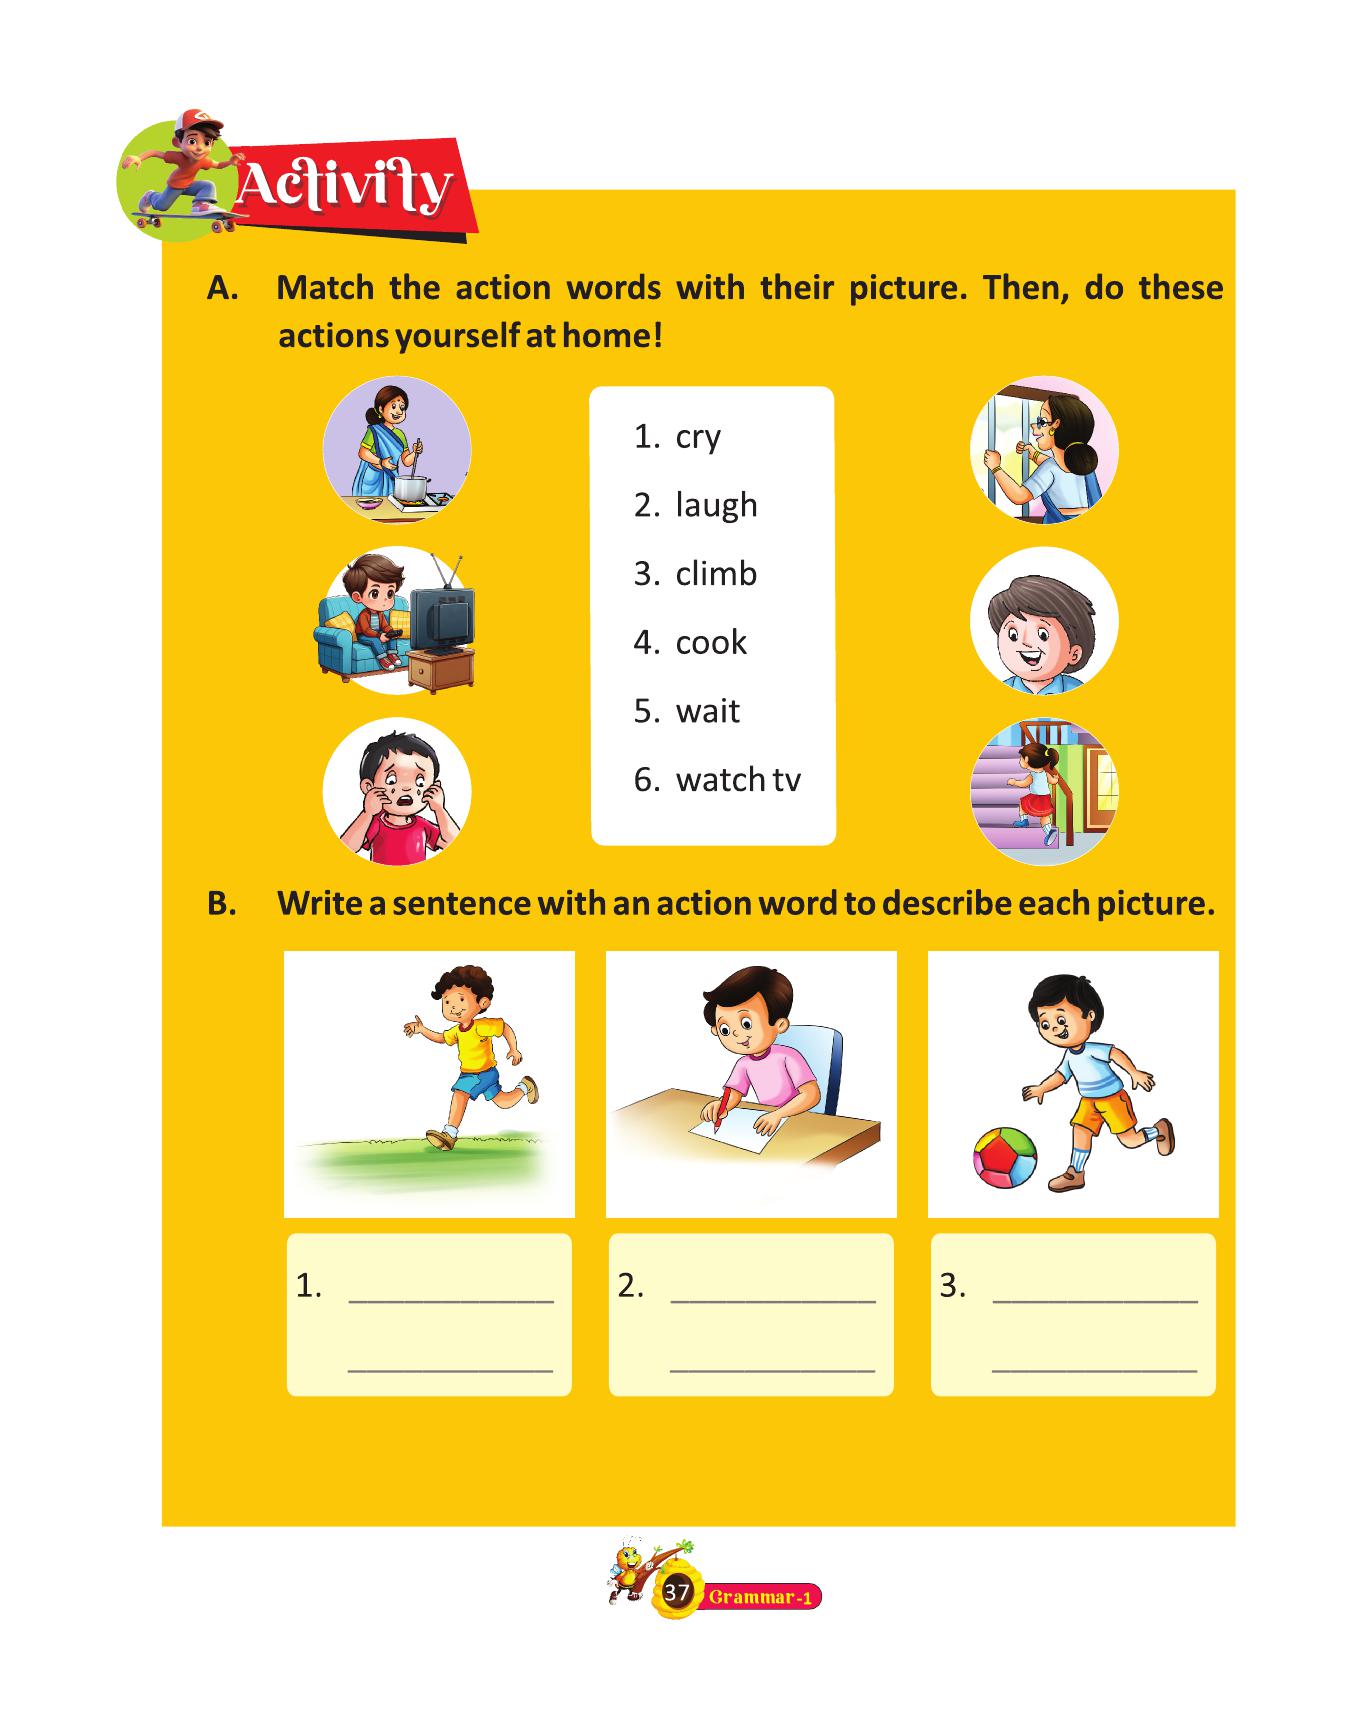 Activity
A. Match the action words with their picture. Then, do these
actions yourself at home!
1. cry
2. laugh
3. climb
4. cook
5. wait
6. watch tv
B. Write a sentence with an action word to describe each picture.
1. ____________ 2. ____________ 3. ____________
____________ ____________ ____________
37 Grammar-1